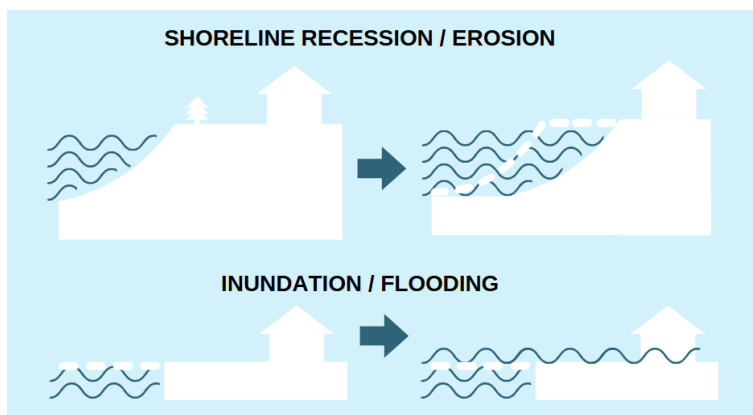 SHORELINE RECESSION / EROSION
INUNDATION / FLOODING